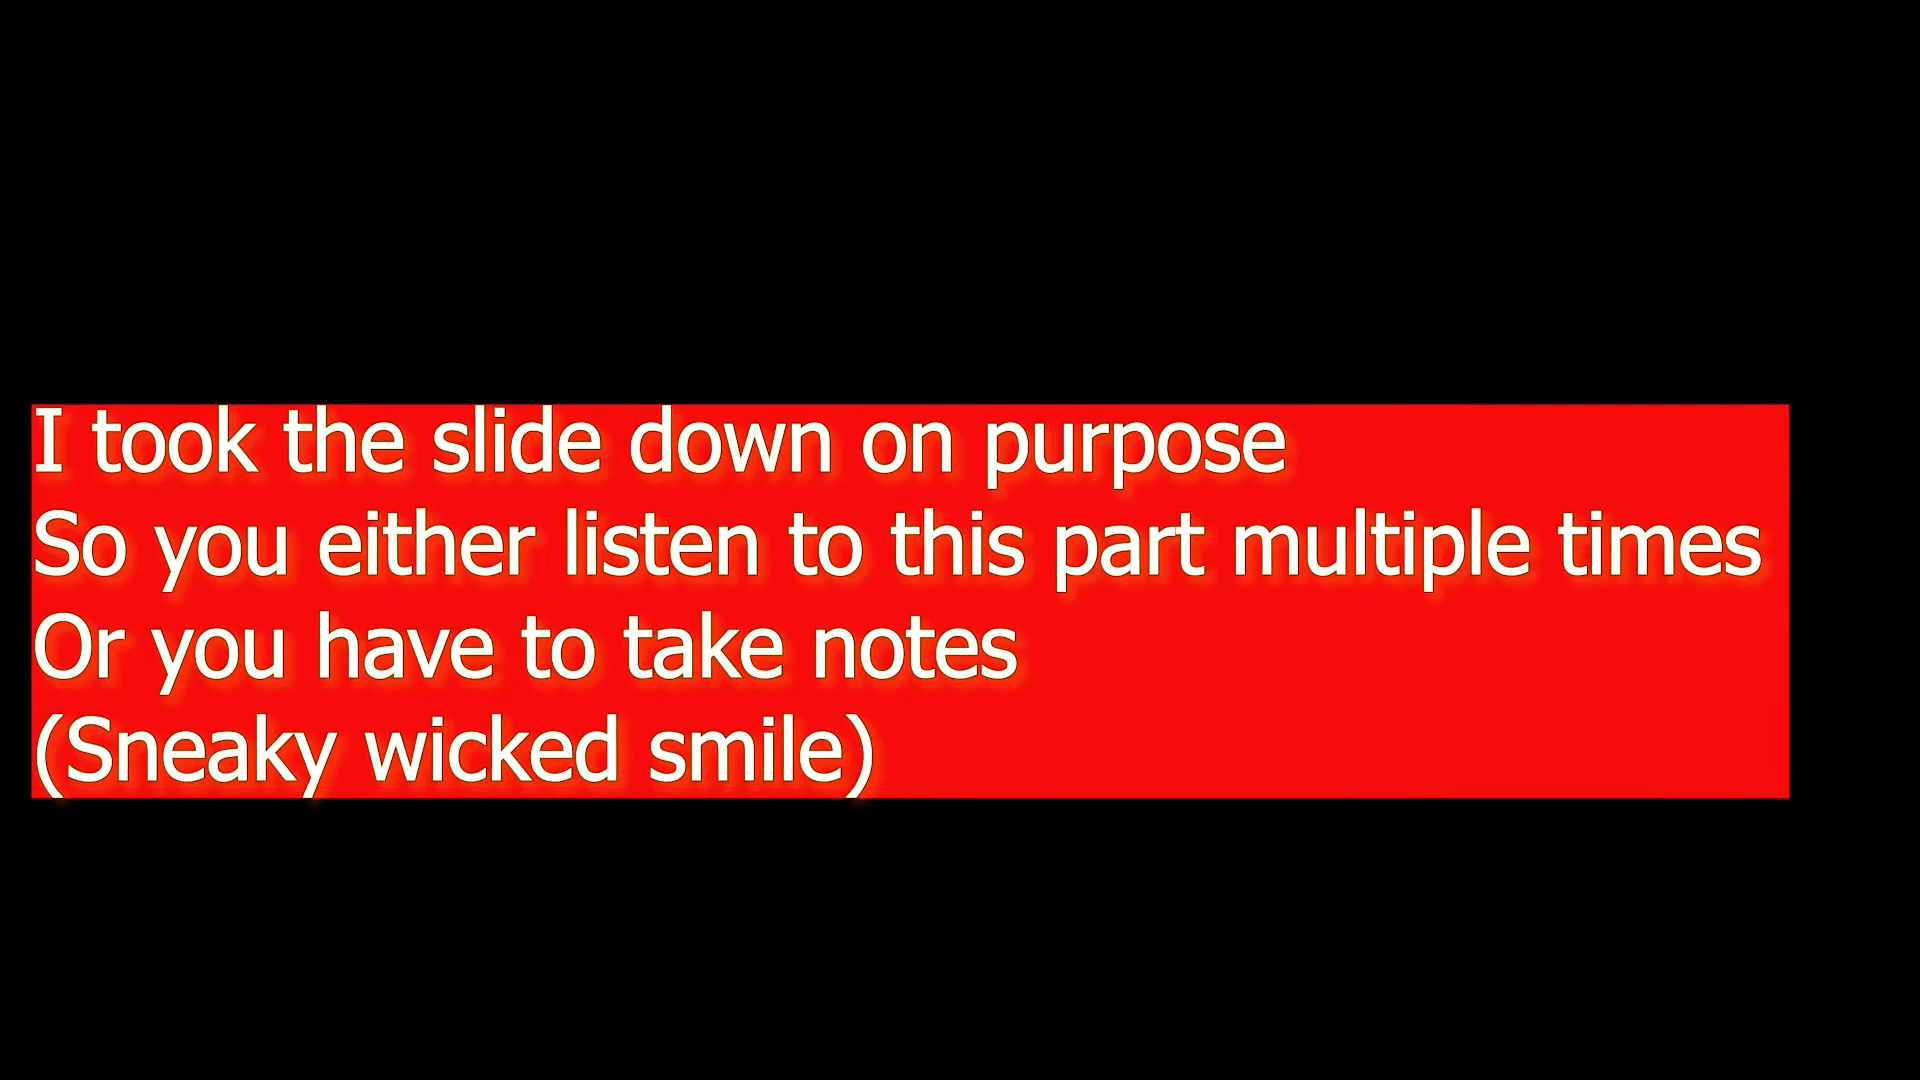 I took the slide down on purpose
So you either listen to this part multiple times
Or you have to take notes
(Sneaky wicked smile)